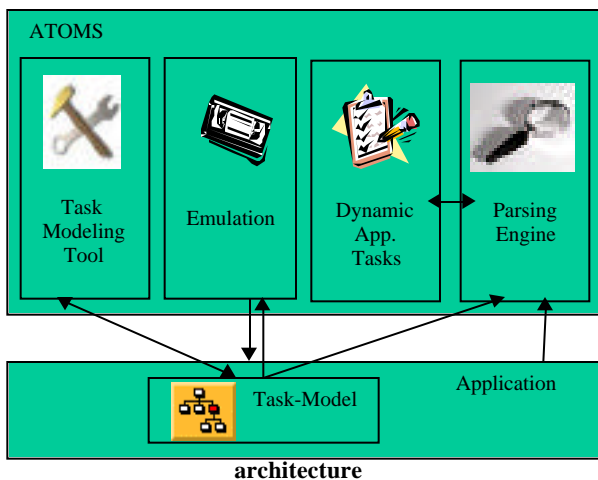 ATOMS
Task
Modeling
Tool
Emulation
Dynamic
App.
Tasks
Parsing
Engine
Application
Task-Model
architecture